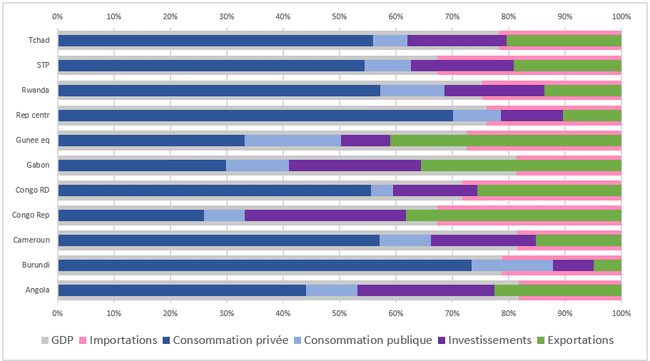 0% 10% 20% 30% 40% 50% 60% 70% 80% 90% 100%
Tchad
STP
Rwanda
Rep centr
Gunee eq
Gabon
Congo RD
Congo Rep
Cameroun
Burundi
Angola
0% 10% 20% 30% 40% 50% 60% 70% 80% 90% 100%
GDP Importations Consommation privée Consommation publique Investissements Exportations